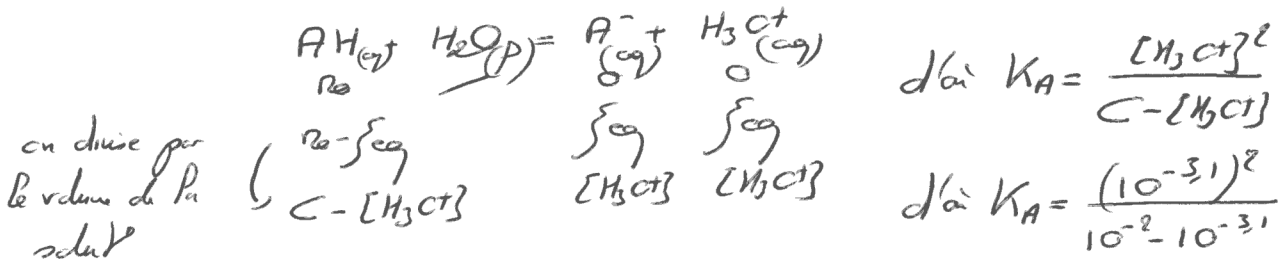 AH(aq) + H2O(l) = A-(aq) + H3O+(aq)
n0 0 0
n0 - ξeq ξeq ξeq
on divise par le volume de la solut°
C - [H3O+] [H3O+] [H3O+]
d'où KA = [H3O+]² / (C - [H3O+])
d'où KA = (10^-3,1)² / (10^-2 - 10^-3,1)